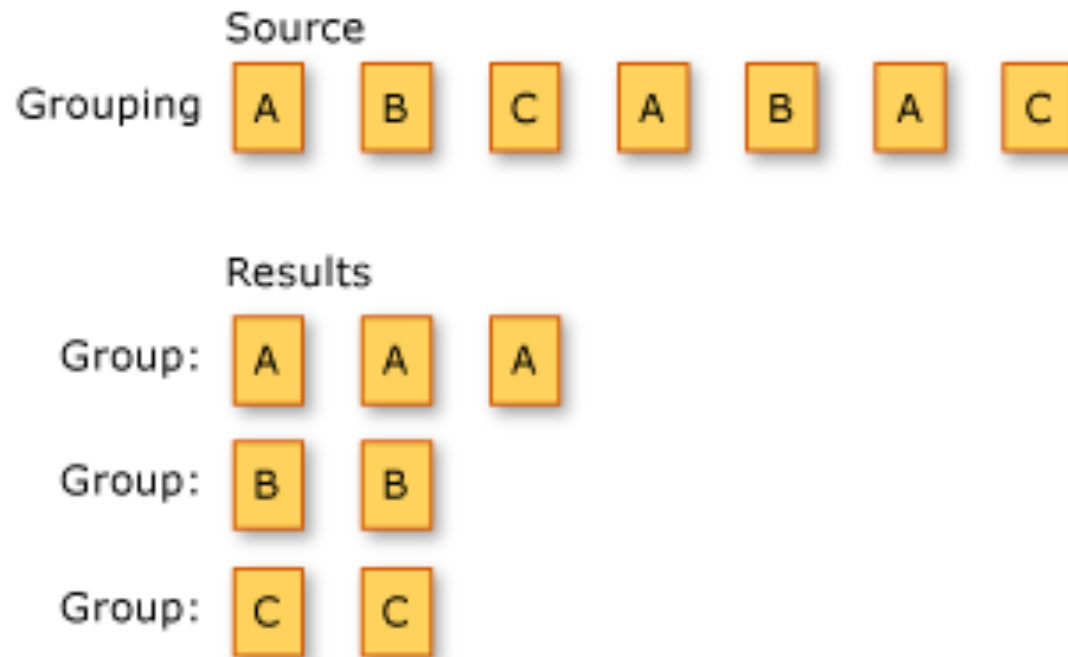 Source
Grouping A B C A B A C
Results
Group: A A A
Group: B B
Group: C C